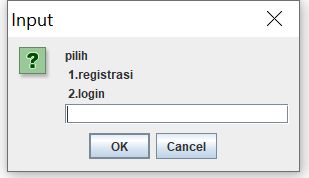 Input
pilih
1.registrasi
2.login
OK Cancel